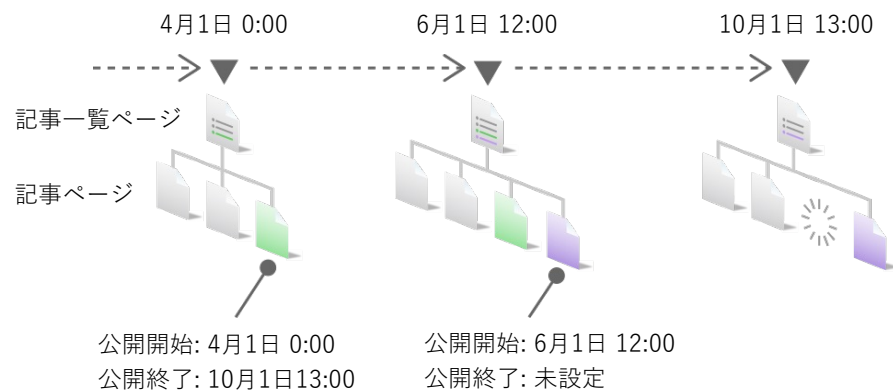 4月1日 0:00
6月1日 12:00
10月1日 13:00
記事一覧ページ
記事ページ
公開開始: 4月1日 0:00
公開終了: 10月1日13:00
公開開始: 6月1日 12:00
公開終了: 未設定